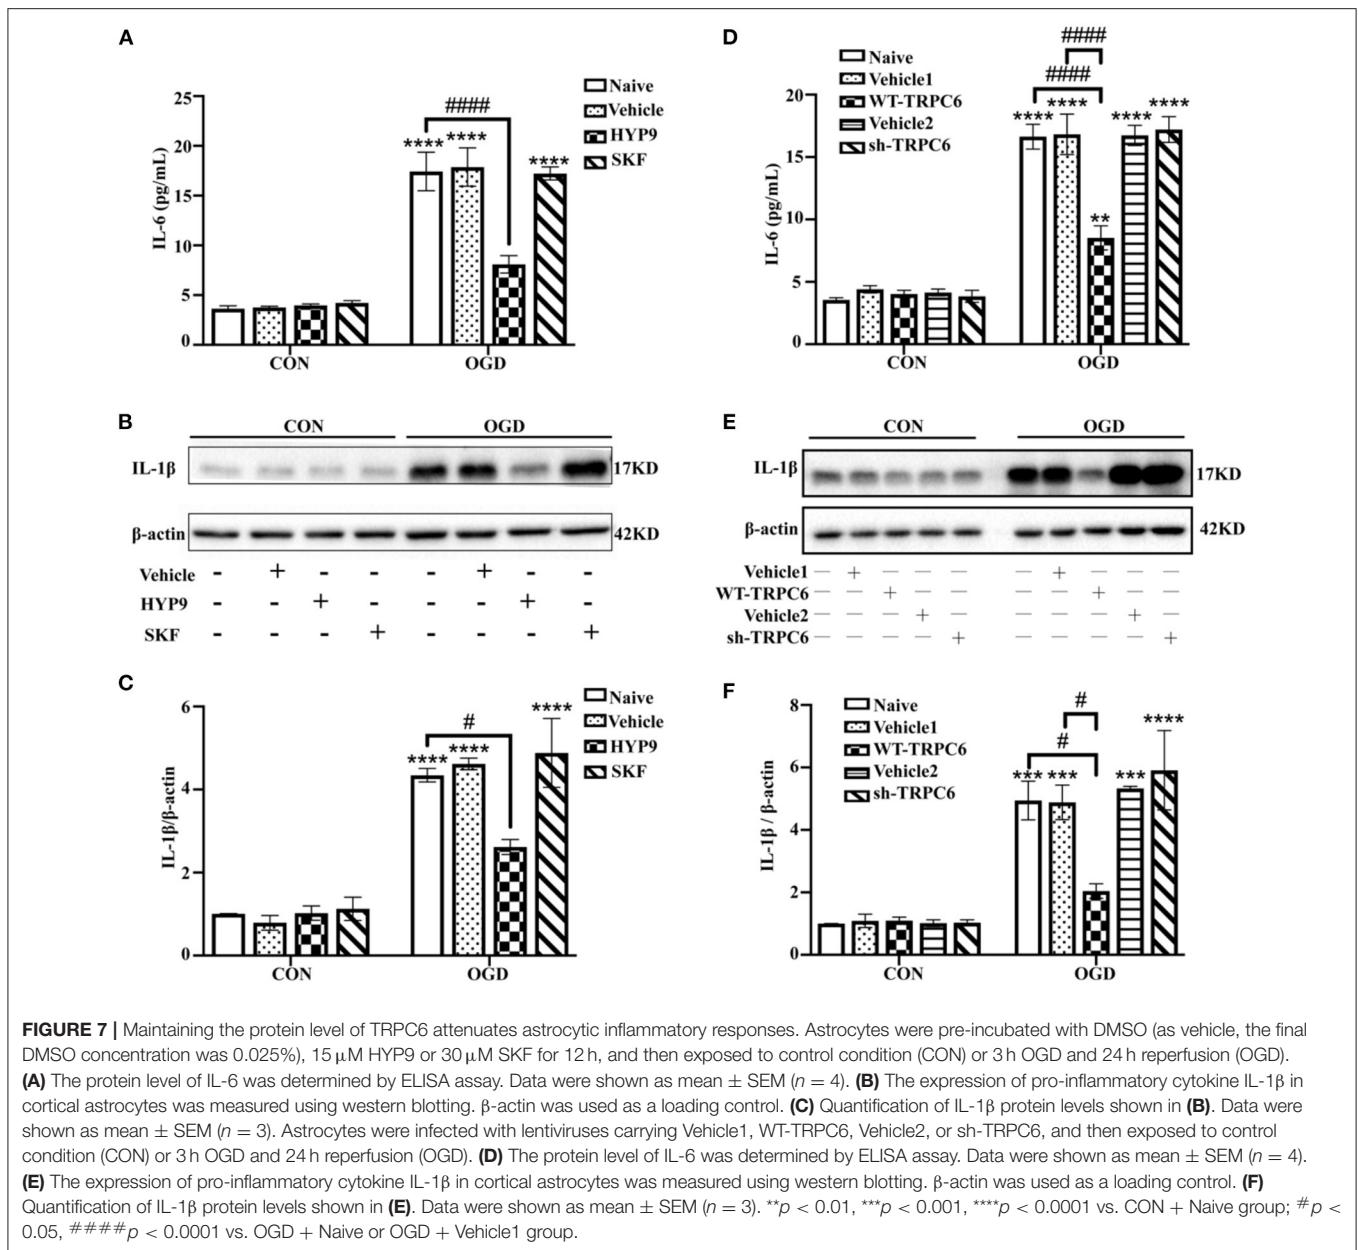 A
Naive
Vehicle
HYP9
SKF
IL-6 (pg/mL)
25
20
15
10
5
0
****
****
####
****
CON
OGD
D
Naive
Vehicle1
WT-TRPC6
Vehicle2
sh-TRPC6
IL-6 (pg/mL)
20
15
10
5
0
####
####
****
****
**
****
****
CON
OGD
B
CON
OGD
IL-1β
17KD
β-actin
42KD
Vehicle - + - - - + - -
HYP9 - - + - - - + -
SKF - - - + - - - +
E
CON
OGD
IL-1β
17KD
β-actin
42KD
Vehicle1 — + — — — — + — — —
WT-TRPC6 — — + — — — — + — —
Vehicle2 — — — + — — — — + —
sh-TRPC6 — — — — + — — — — +
C
Naive
Vehicle
HYP9
SKF
IL-1β/β-actin
6
4
2
0
****
****
#
****
CON
OGD
F
Naive
Vehicle1
WT-TRPC6
Vehicle2
sh-TRPC6
IL-1β / β-actin
8
6
4
2
0
#
#
***
***
***
****
CON
OGD
FIGURE 7 | Maintaining the protein level of TRPC6 attenuates astrocytic inflammatory responses. Astrocytes were pre-incubated with DMSO (as vehicle, the final
DMSO concentration was 0.025%), 15 μM HYP9 or 30 μM SKF for 12 h, and then exposed to control condition (CON) or 3 h OGD and 24 h reperfusion (OGD).
(A) The protein level of IL-6 was determined by ELISA assay. Data were shown as mean ± SEM (n = 4). (B) The expression of pro-inflammatory cytokine IL-1β in
cortical astrocytes was measured using western blotting. β-actin was used as a loading control. (C) Quantification of IL-1β protein levels shown in (B). Data were
shown as mean ± SEM (n = 3). Astrocytes were infected with lentiviruses carrying Vehicle1, WT-TRPC6, Vehicle2, or sh-TRPC6, and then exposed to control
condition (CON) or 3 h OGD and 24 h reperfusion (OGD). (D) The protein level of IL-6 was determined by ELISA assay. Data were shown as mean ± SEM (n = 4).
(E) The expression of pro-inflammatory cytokine IL-1β in cortical astrocytes was measured using western blotting. β-actin was used as a loading control. (F)
Quantification of IL-1β protein levels shown in (E). Data were shown as mean ± SEM (n = 3). **p < 0.01, ***p < 0.001, ****p < 0.0001 vs. CON + Naive group; #p <
0.05, ####p < 0.0001 vs. OGD + Naive or OGD + Vehicle1 group.